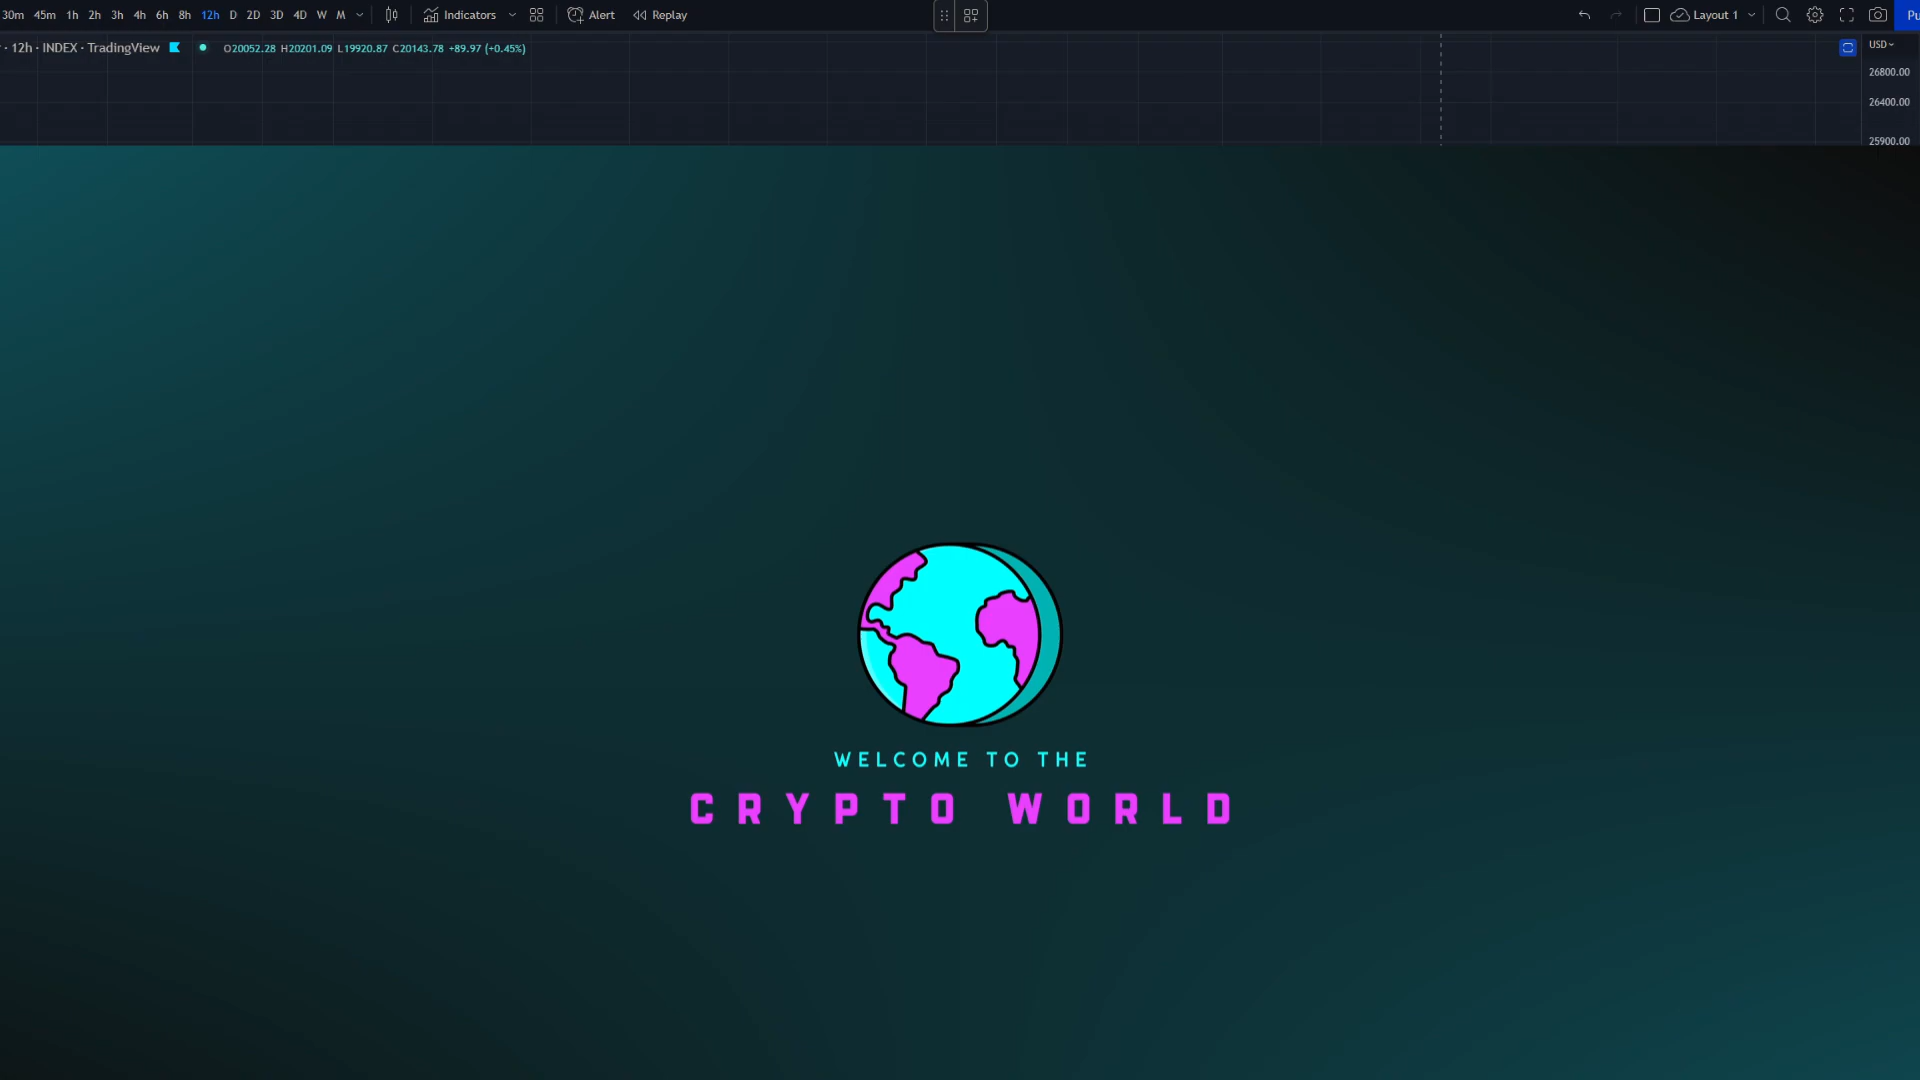 30m 45m 1h 2h 3h 4h 6h 8h 12h D 2D 3D 4D W M Indicators Alert Replay Layout 1
· 12h · INDEX · TradingView O20052.28 H20201.09 L19920.87 C20143.78 +89.97 (+0.45%) USD
26800.00
26400.00
25900.00
WELCOME TO THE
CRYPTO WORLD